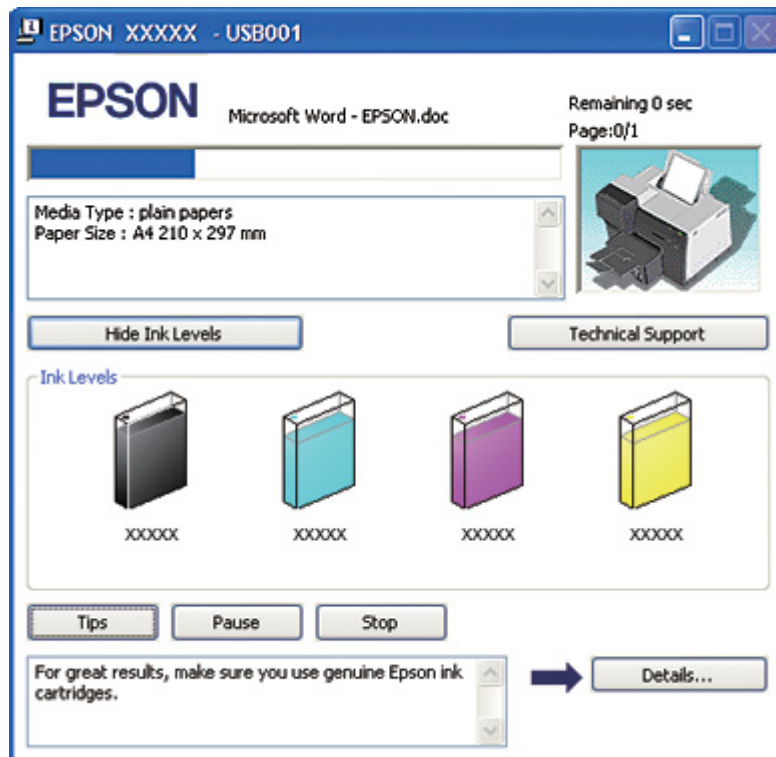 EPSON XXXXX - USB001
EPSON
Microsoft Word - EPSON.doc
Remaining 0 sec
Page:0/1
Media Type : plain papers
Paper Size : A4 210 x 297 mm
Hide Ink Levels
Technical Support
Ink Levels
XXXXX
XXXXX
XXXXX
XXXXX
Tips
Pause
Stop
For great results, make sure you use genuine Epson ink
cartridges.
Details...